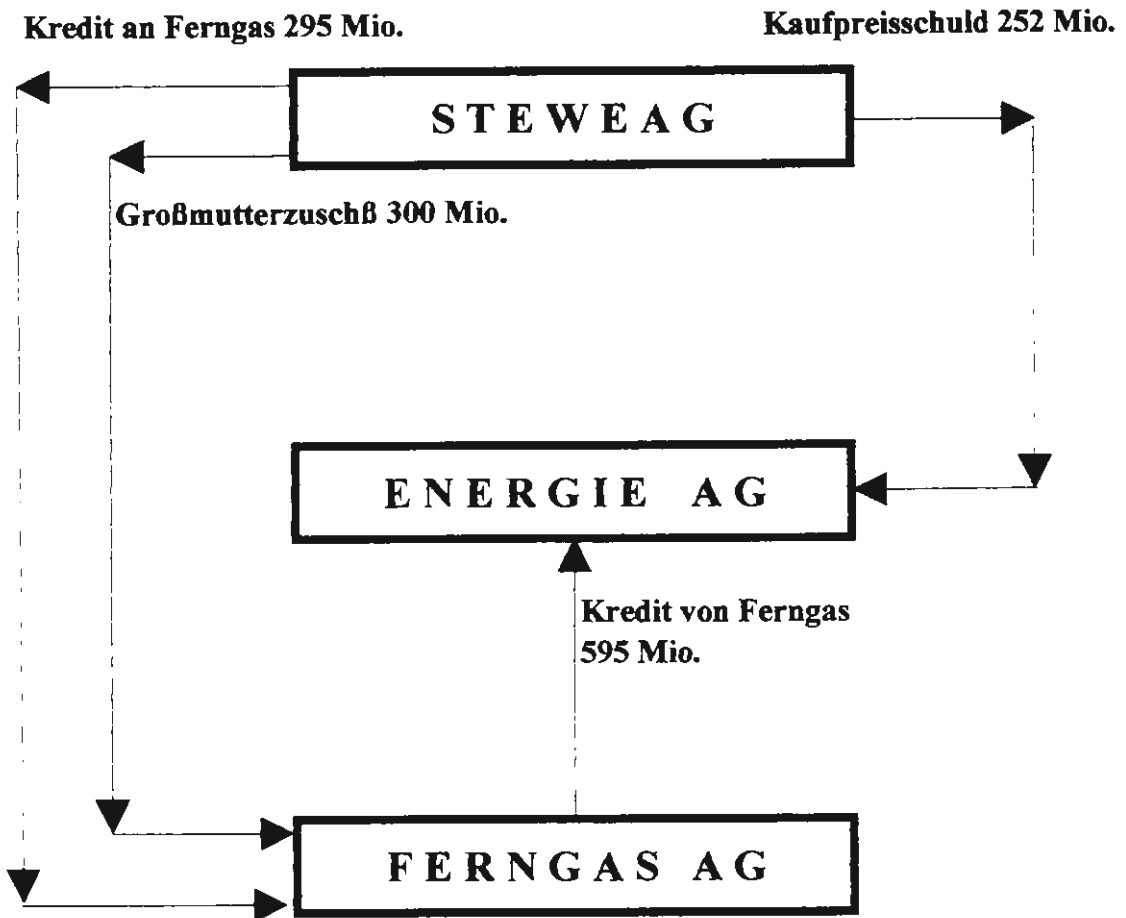 Kredit an Ferngas 295 Mio.
Kaufpreisschuld 252 Mio.
STEWEAG
Großmutterzuschß 300 Mio.
ENERGIE AG
Kredit von Ferngas
595 Mio.
FERNGAS AG